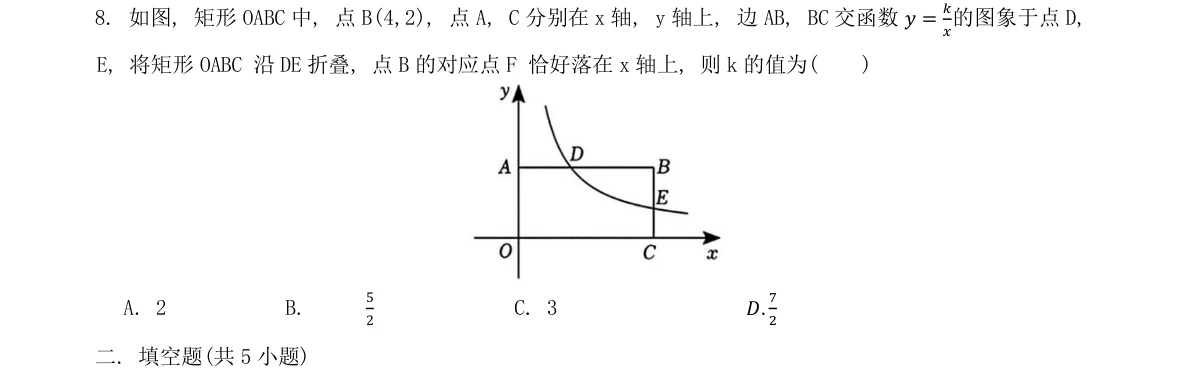 8. 如图, 矩形 OABC 中, 点 B(4,2), 点 A, C 分别在 x 轴, y 轴上, 边 AB, BC 交函数 y = k/x 的图象于点 D,
E, 将矩形 OABC 沿 DE 折叠, 点 B 的对应点 F 恰好落在 x 轴上, 则 k 的值为(    )
y
A D B
E
O C x
A. 2 B. 5/2 C. 3 D. 7/2
二. 填空题(共 5 小题)